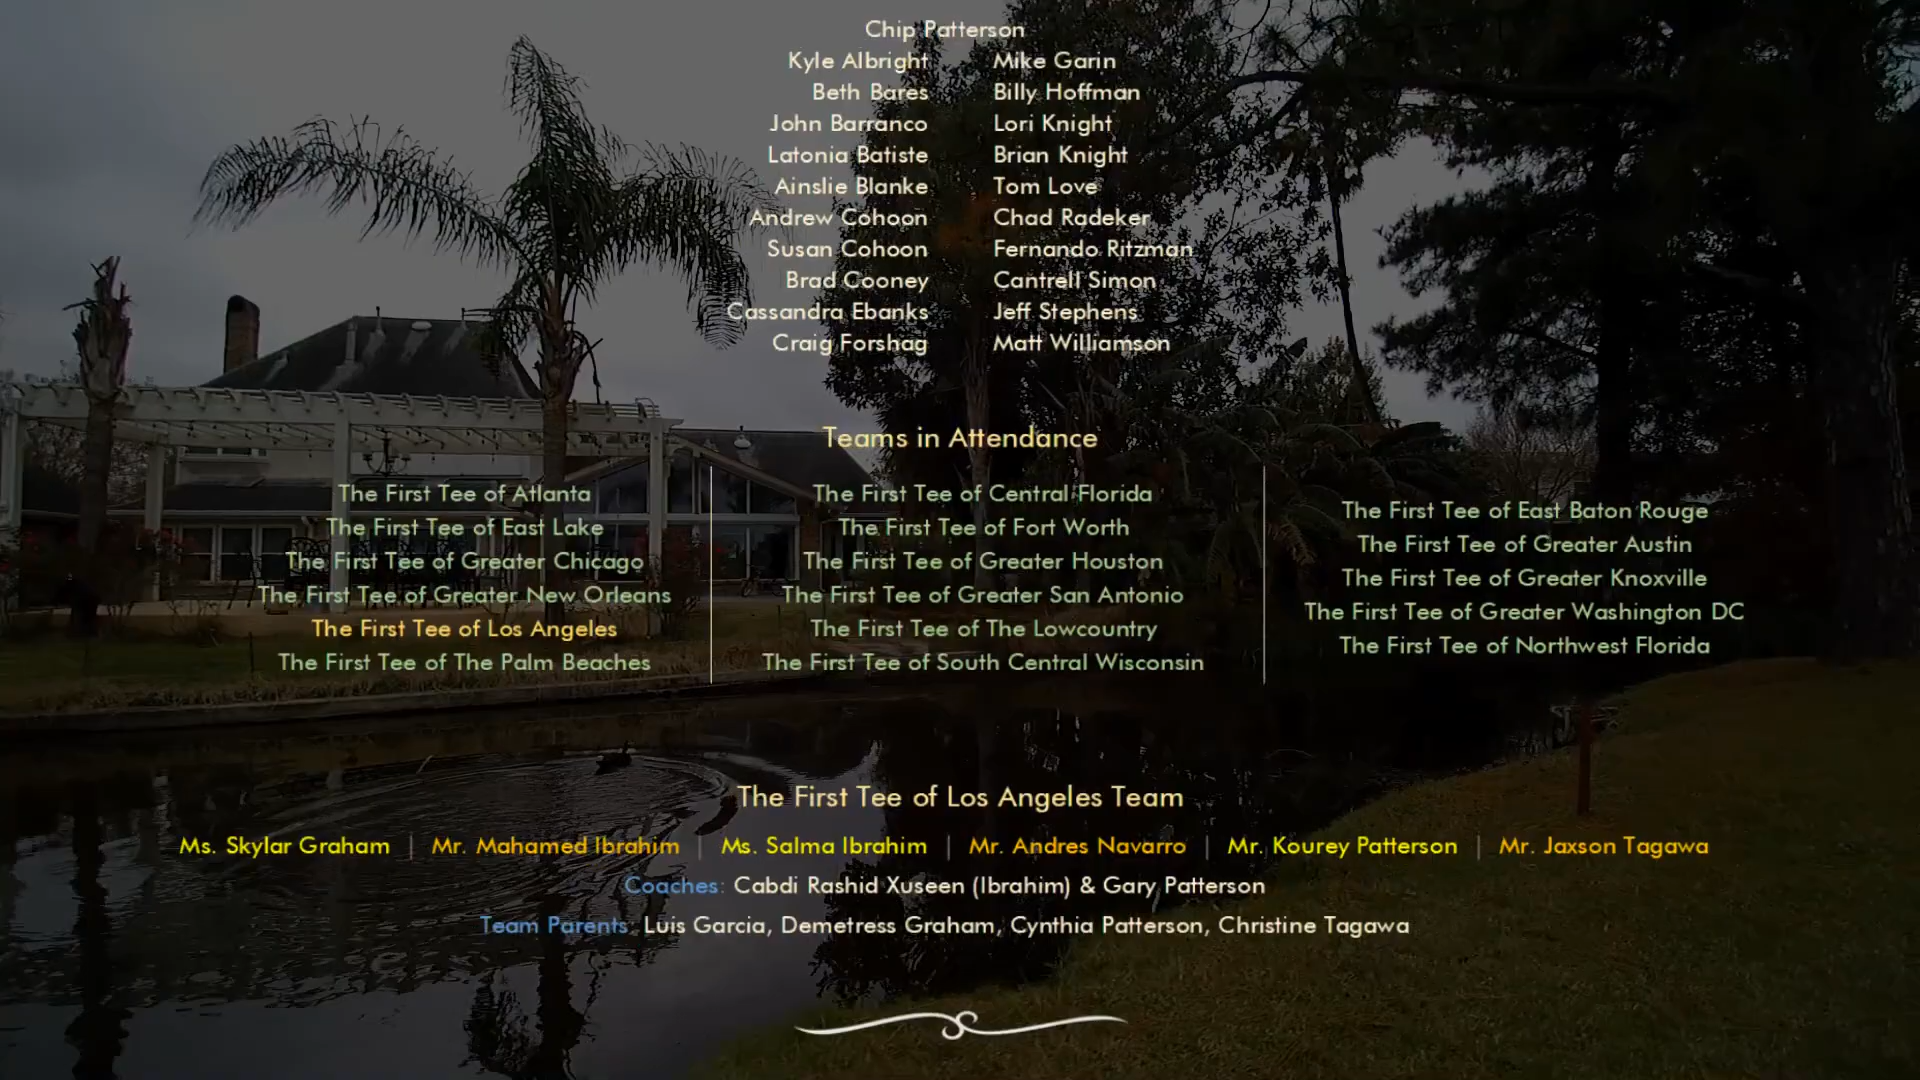 Chip Patterson
Kyle Albright Mike Garin
Beth Bares Billy Hoffman
John Barranco Lori Knight
Latonia Batiste Brian Knight
Ainslie Blanke Tom Love
Andrew Cohoon Chad Radeker
Susan Cohoon Fernando Ritzman
Brad Cooney Cantrell Simon
Cassandra Ebanks Jeff Stephens
Craig Forshag Matt Williamson
Teams in Attendance
The First Tee of Atlanta
The First Tee of East Lake
The First Tee of Greater Chicago
The First Tee of Greater New Orleans
The First Tee of Los Angeles
The First Tee of The Palm Beaches
The First Tee of Central Florida
The First Tee of Fort Worth
The First Tee of Greater Houston
The First Tee of Greater San Antonio
The First Tee of The Lowcountry
The First Tee of South Central Wisconsin
The First Tee of East Baton Rouge
The First Tee of Greater Austin
The First Tee of Greater Knoxville
The First Tee of Greater Washington DC
The First Tee of Northwest Florida
The First Tee of Los Angeles Team
Ms. Skylar Graham | Mr. Mahamed Ibrahim | Ms. Salma Ibrahim | Mr. Andres Navarro | Mr. Kourey Patterson | Mr. Jaxson Tagawa
Coaches: Cabdi Rashid Xuseen (Ibrahim) & Gary Patterson
Team Parents: Luis Garcia, Demetress Graham, Cynthia Patterson, Christine Tagawa